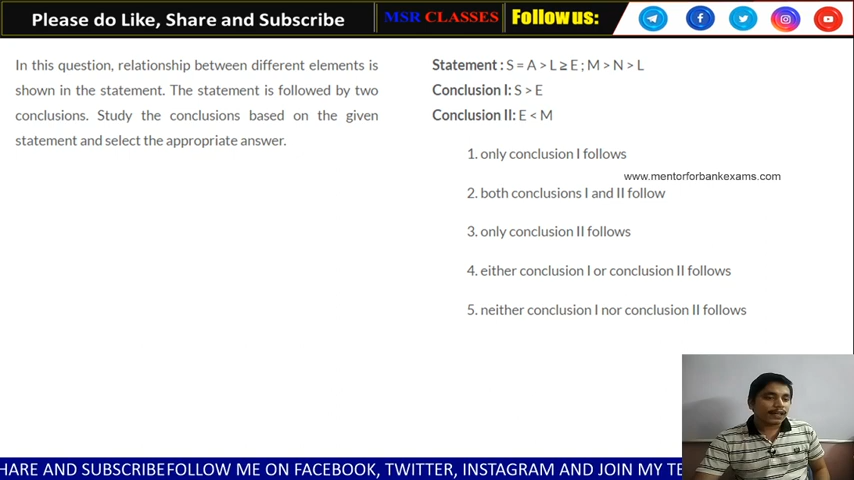 Please do Like, Share and Subscribe
MSR CLASSES
Follow us:
In this question, relationship between different elements is
shown in the statement. The statement is followed by two
conclusions. Study the conclusions based on the given
statement and select the appropriate answer.
Statement : S = A > L ≥ E ; M > N > L
Conclusion I: S > E
Conclusion II: E < M
1. only conclusion I follows
www.mentorforbankexams.com
2. both conclusions I and II follow
3. only conclusion II follows
4. either conclusion I or conclusion II follows
5. neither conclusion I nor conclusion II follows
HARE AND SUBSCRIBE FOLLOW ME ON FACEBOOK, TWITTER, INSTAGRAM AND JOIN MY TE